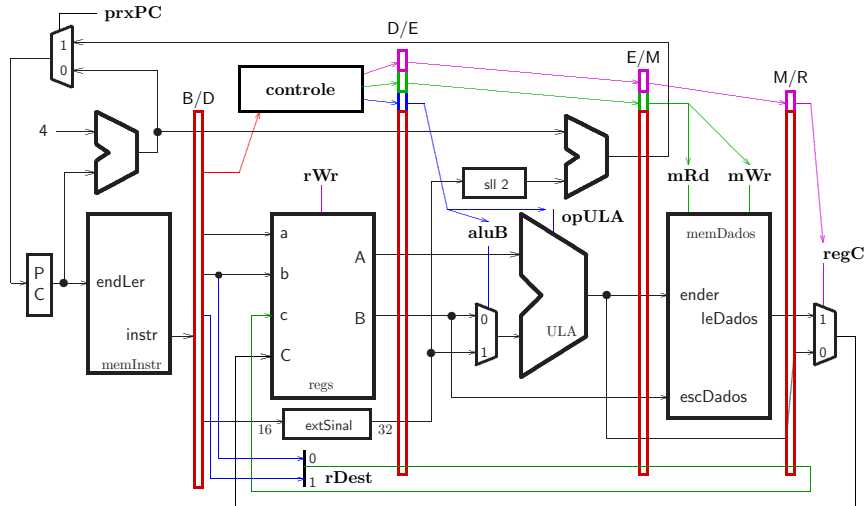 prxPC
D/E
1
E/M
0
M/R
controle
B/D
4
sll 2
rWr
mRd
mWr
opULA
aluB
memDados
regC
a
A
b
P
C
endLer
ender
c
B
0
leDados
1
instr
ULA
C
1
0
memInstr
regs
escDados
16
extSinal
32
0
1
rDest